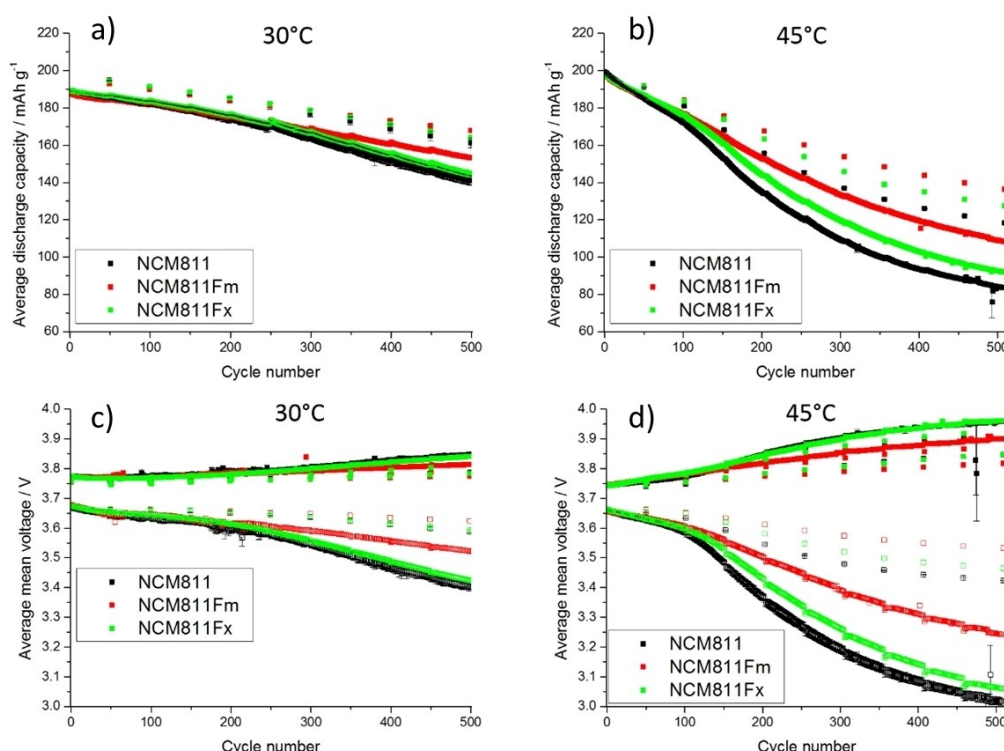 a)
30°C
220
200
180
160
140
120
100
80
60
Average discharge capacity / mAh g-1
NCM811
NCM811Fm
NCM811Fx
0 100 200 300 400 500
Cycle number
b)
45°C
220
200
180
160
140
120
100
80
60
Average discharge capacity / mAh g-1
NCM811
NCM811Fm
NCM811Fx
0 100 200 300 400 500
Cycle number
c)
30°C
4.0
3.9
3.8
3.7
3.6
3.5
3.4
3.3
3.2
3.1
3.0
Average mean voltage / V
NCM811
NCM811Fm
NCM811Fx
0 100 200 300 400 500
Cycle number
d)
45°C
4.0
3.9
3.8
3.7
3.6
3.5
3.4
3.3
3.2
3.1
3.0
Average mean voltage / V
NCM811
NCM811Fm
NCM811Fx
0 100 200 300 400 500
Cycle number